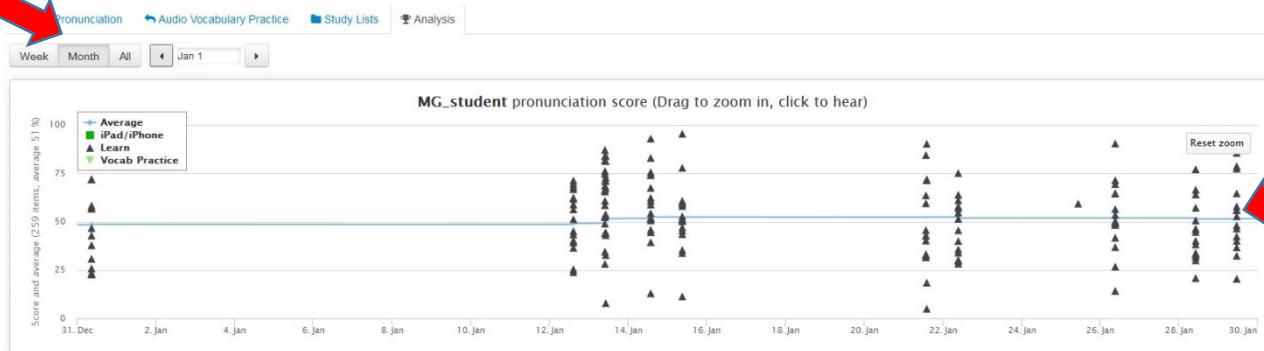 Pronunciation Audio Vocabulary Practice Study Lists Analysis
Week Month All Jan 1
MG_student pronunciation score (Drag to zoom in, click to hear)
Score and average (259 items, average 51 %)
Average
iPad/iPhone
Learn
Vocab Practice
Reset zoom
100
75
50
25
0
31. Dec 2. Jan 4. Jan 6. Jan 8. Jan 10. Jan 12. Jan 14. Jan 16. Jan 18. Jan 20. Jan 22. Jan 24. Jan 26. Jan 28. Jan 30. Jan